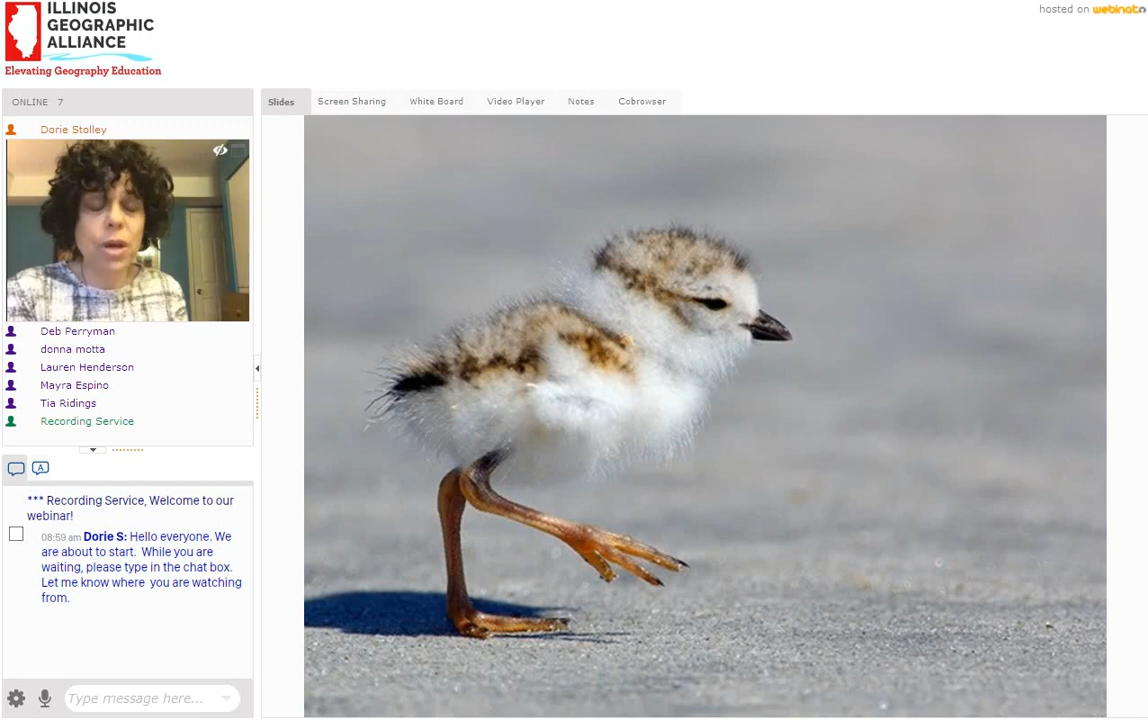 ILLINOIS
GEOGRAPHIC
ALLIANCE
Elevating Geography Education
hosted on webinato
ONLINE 7
Slides
Screen Sharing
White Board
Video Player
Notes
Cobrowser
Dorie Stolley
Deb Perryman
donna motta
Lauren Henderson
Mayra Espino
Tia Ridings
Recording Service
A
*** Recording Service, Welcome to our
webinar!
08:59 am Dorie S: Hello everyone. We
are about to start. While you are
waiting, please type in the chat box.
Let me know where you are watching
from.
Type message here...